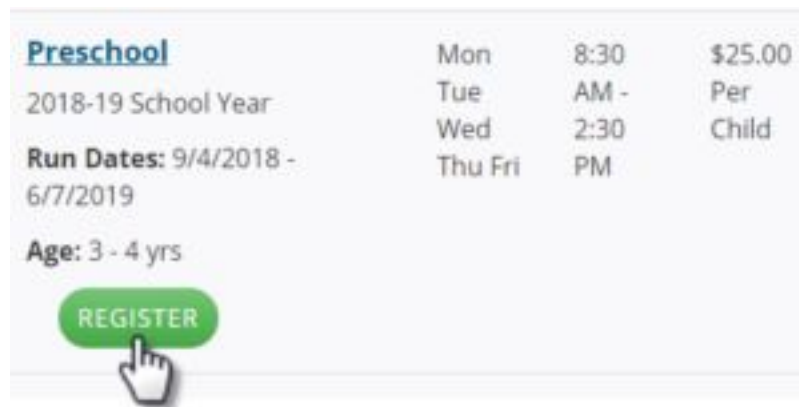 Preschool
2018-19 School Year
Run Dates: 9/4/2018 -
6/7/2019
Age: 3 - 4 yrs
REGISTER
Mon
Tue
Wed
Thu Fri
8:30
AM -
2:30
PM
$25.00
Per
Child